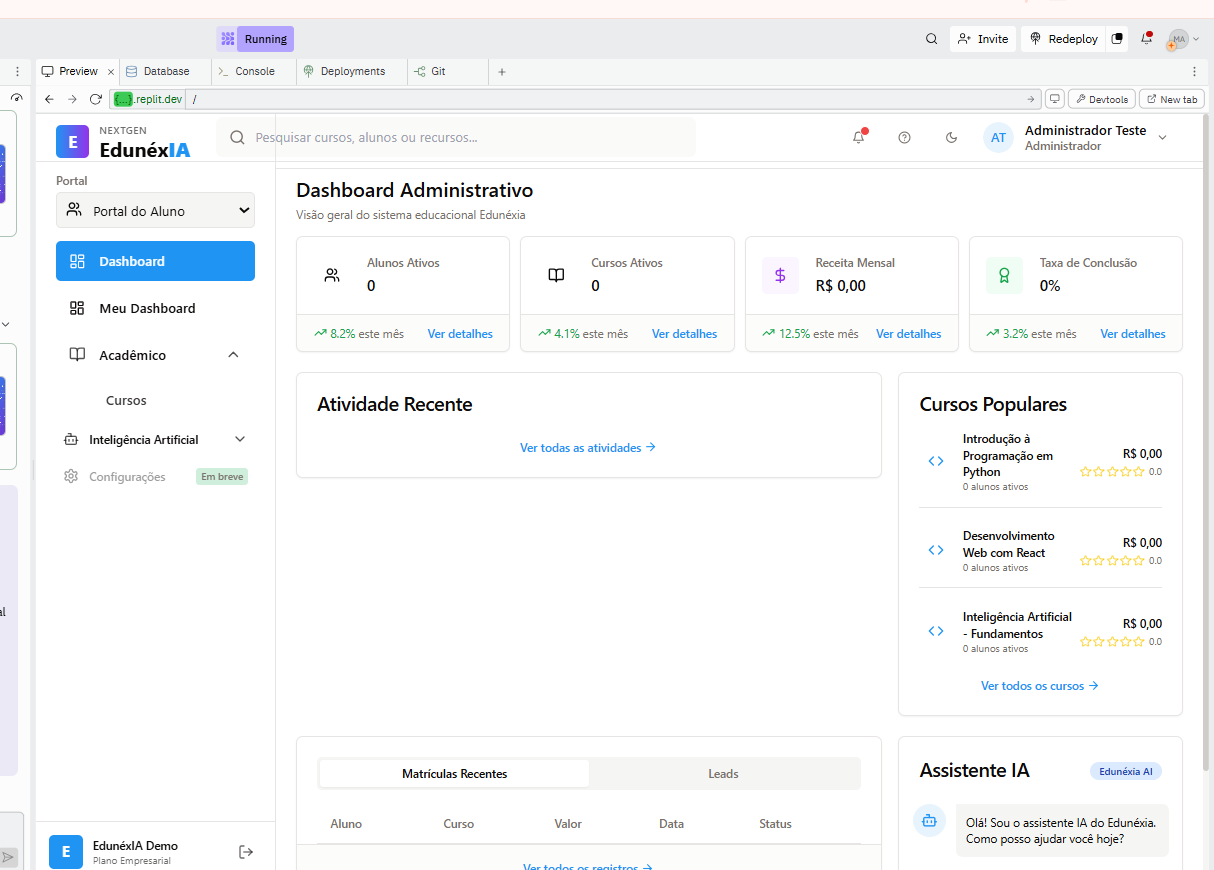 Running
Invite
Redeploy
MA
Preview
Database
Console
Deployments
Git
{...}.replit.dev /
Devtools
New tab
E
NEXTGEN
EdunéxIA
Pesquisar cursos, alunos ou recursos...
AT
Administrador Teste
Administrador
Portal
Portal do Aluno
Dashboard
Meu Dashboard
Acadêmico
Cursos
Inteligência Artificial
Configurações
Em breve
Dashboard Administrativo
Visão geral do sistema educacional Edunéxia
Alunos Ativos
0
8.2% este mês
Ver detalhes
Cursos Ativos
0
4.1% este mês
Ver detalhes
Receita Mensal
R$ 0,00
12.5% este mês
Ver detalhes
Taxa de Conclusão
0%
3.2% este mês
Ver detalhes
Atividade Recente
Ver todas as atividades
Cursos Populares
Introdução à
Programação em
Python
0 alunos ativos
R$ 0,00
0.0
Desenvolvimento
Web com React
0 alunos ativos
R$ 0,00
0.0
Inteligência Artificial
- Fundamentos
0 alunos ativos
R$ 0,00
0.0
Ver todos os cursos
Matrículas Recentes
Leads
Aluno
Curso
Valor
Data
Status
Ver todos os registros
Assistente IA
Edunéxia AI
Olá! Sou o assistente IA do Edunéxia.
Como posso ajudar você hoje?
E
EdunéxIA Demo
Plano Empresarial